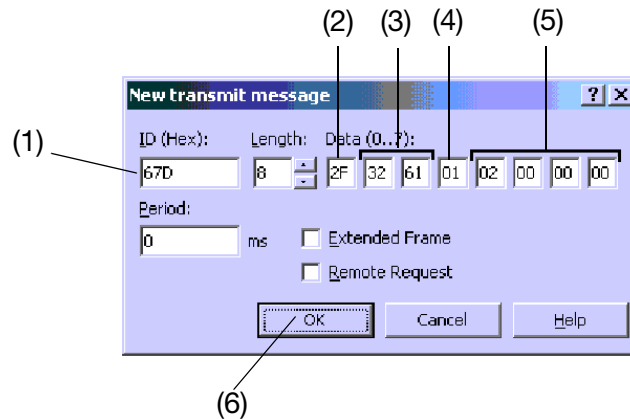 (2) (3) (4) (5)
New transmit message ? X
(1)
ID (Hex): Length: Data (0..7):
67D 8 2F 32 61 01 02 00 00 00
Period:
0 ms Extended Frame
Remote Request
OK Cancel Help
(6)